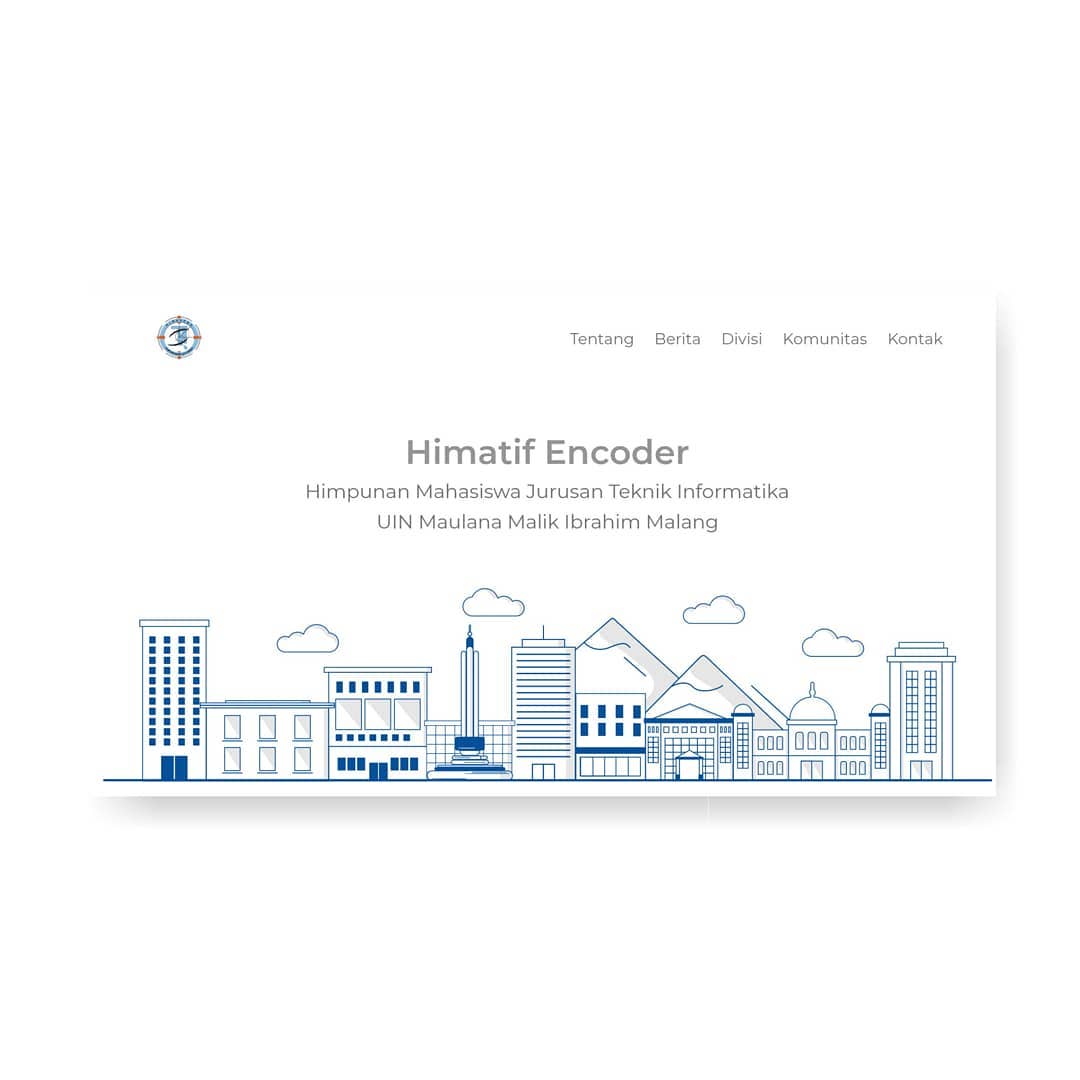 Tentang Berita Divisi Komunitas Kontak
Himatif Encoder
Himpunan Mahasiswa Jurusan Teknik Informatika
UIN Maulana Malik Ibrahim Malang